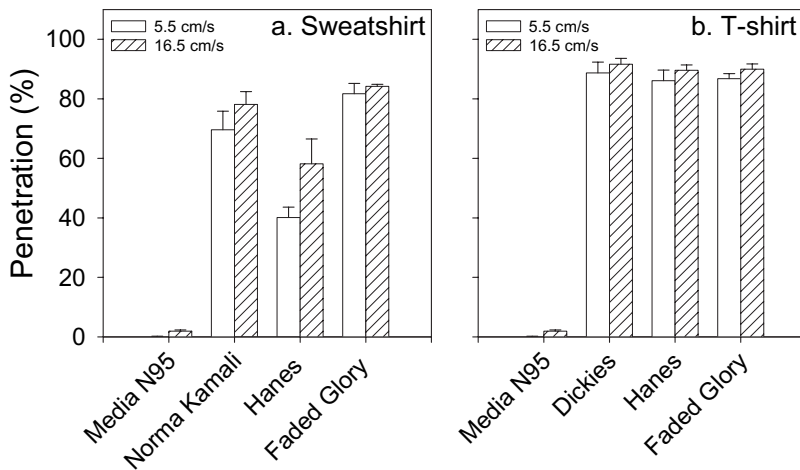 5.5 cm/s
16.5 cm/s
a. Sweatshirt
Penetration (%)
100
80
60
40
20
0
Media N95
Norma Kamali
Hanes
Faded Glory
5.5 cm/s
16.5 cm/s
b. T-shirt
Media N95
Dickies
Hanes
Faded Glory